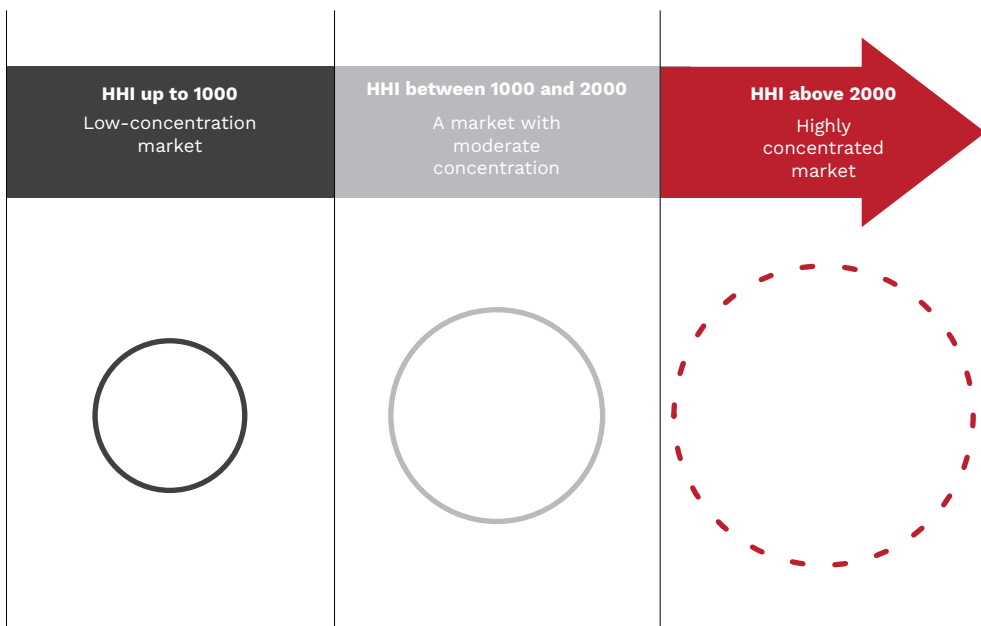 HHI up to 1000
Low-concentration
market
HHI between 1000 and 2000
A market with
moderate
concentration
HHI above 2000
Highly
concentrated
market